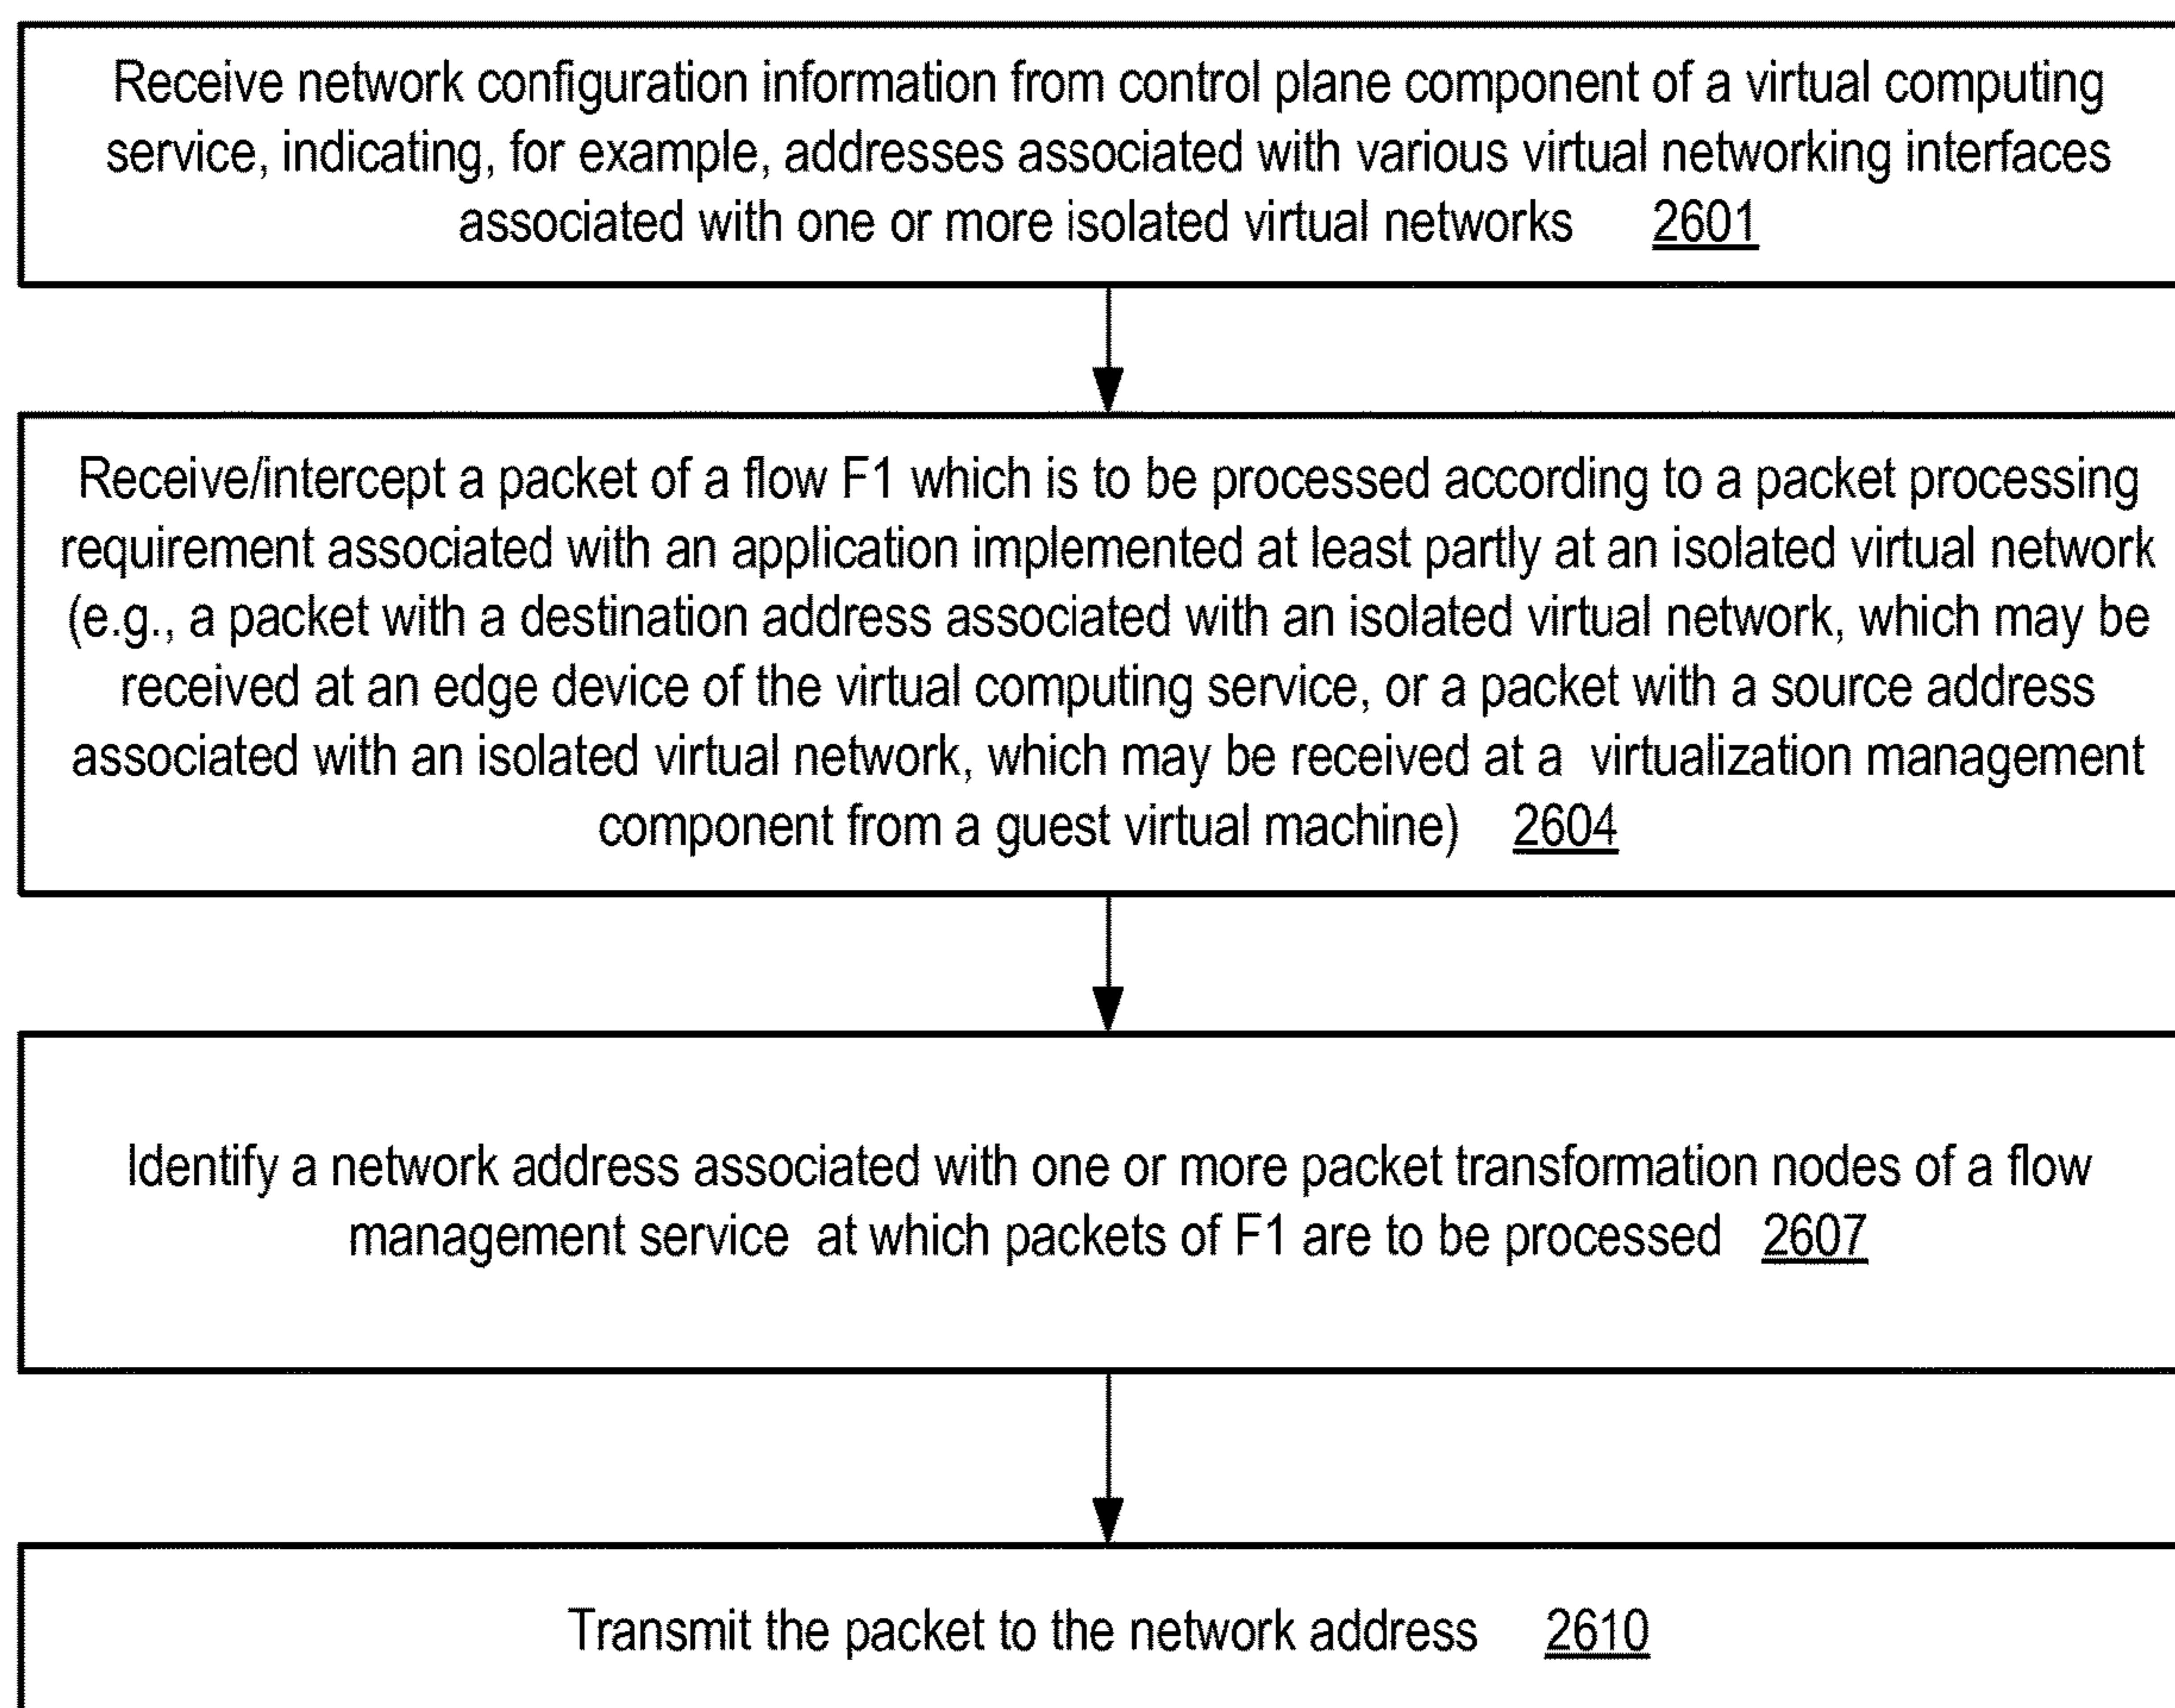 Receive network configuration information from control plane component of a virtual computing
service, indicating, for example, addresses associated with various virtual networking interfaces
associated with one or more isolated virtual networks 2601
Receive/intercept a packet of a flow F1 which is to be processed according to a packet processing
requirement associated with an application implemented at least partly at an isolated virtual network
(e.g., a packet with a destination address associated with an isolated virtual network, which may be
received at an edge device of the virtual computing service, or a packet with a source address
associated with an isolated virtual network, which may be received at a virtualization management
component from a guest virtual machine) 2604
Identify a network address associated with one or more packet transformation nodes of a flow
management service at which packets of F1 are to be processed 2607
Transmit the packet to the network address 2610